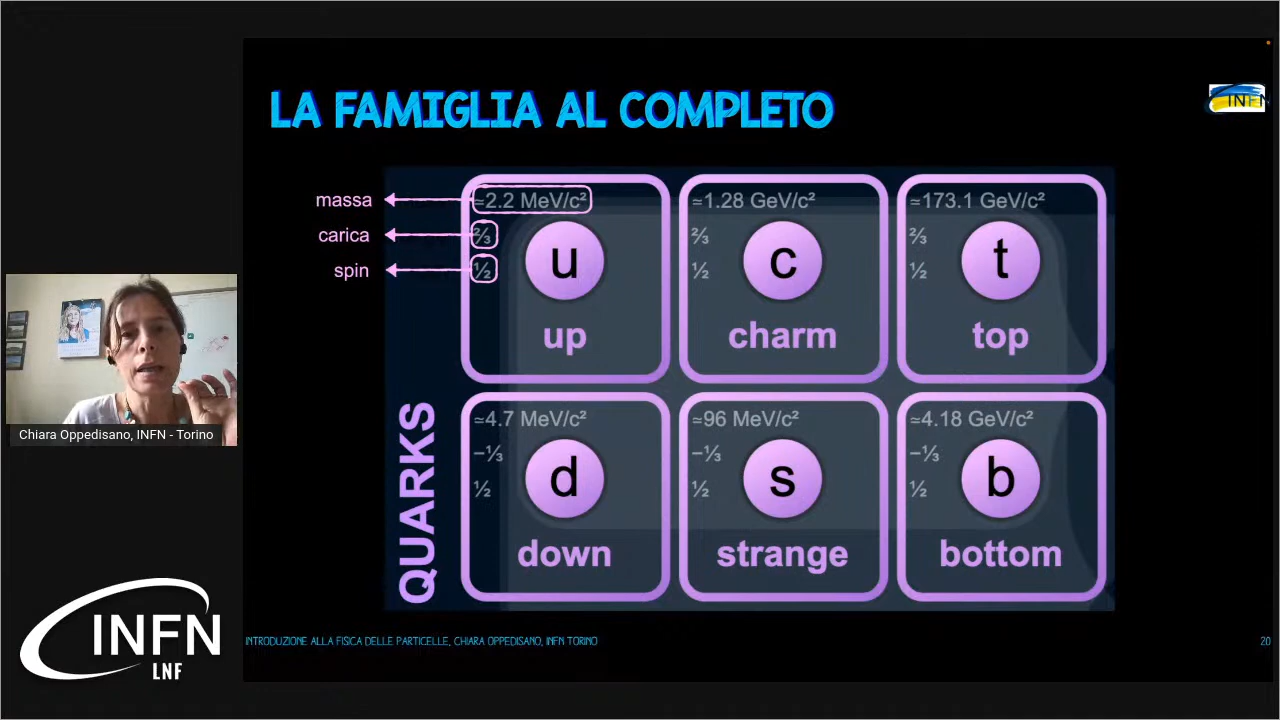 LA FAMIGLIA AL COMPLETO
INFN
massa
carica
spin
≃2.2 MeV/c²
⅔
½
u
up
≃1.28 GeV/c²
⅔
½
c
charm
≃173.1 GeV/c²
⅔
½
t
top
QUARKS
≃4.7 MeV/c²
−⅓
½
d
down
≃96 MeV/c²
−⅓
½
s
strange
≃4.18 GeV/c²
−⅓
½
b
bottom
Chiara Oppedisano, INFN - Torino
INFN
LNF
INTRODUZIONE ALLA FISICA DELLE PARTICELLE, CHIARA OPPEDISANO, INFN TORINO
20